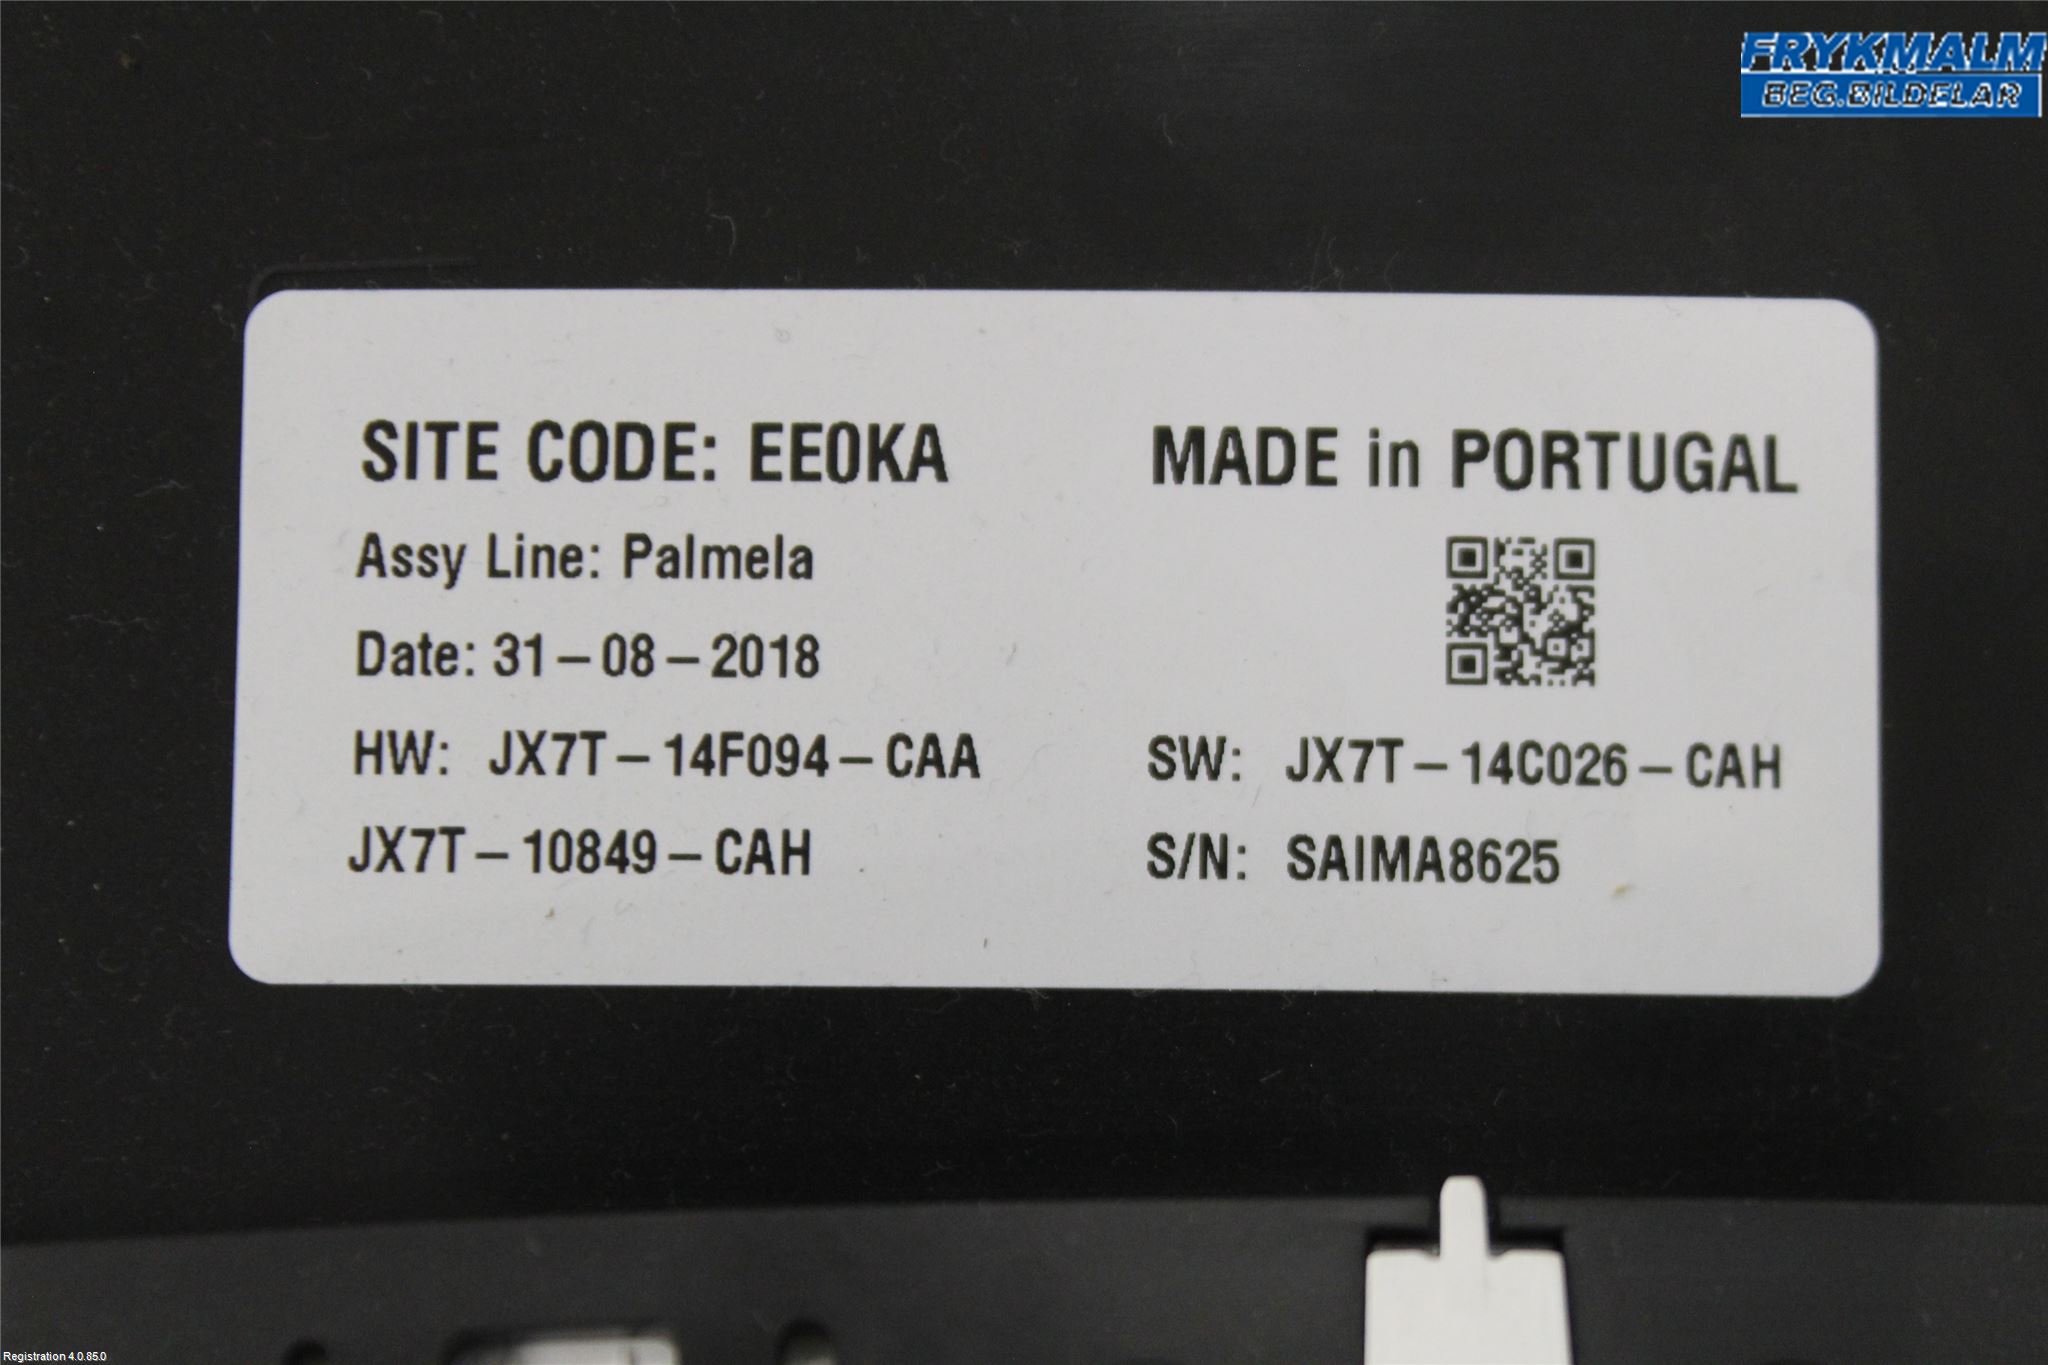 FRYKMALM
BEG.BILDELAR
SITE CODE: EE0KA
MADE in PORTUGAL
Assy Line: Palmela
Date: 31-08-2018
HW: JX7T-14F094-CAA
SW: JX7T-14C026-CAH
JX7T-10849-CAH
S/N: SAIMA8625
Registration 4.0.85.0